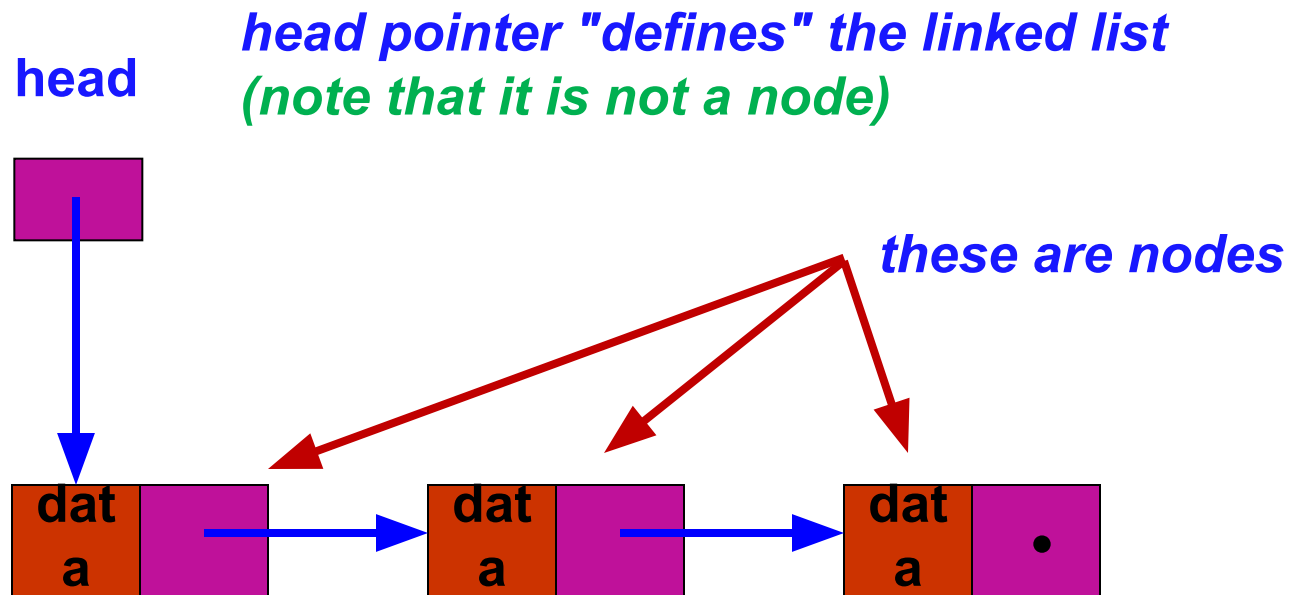 head pointer "defines" the linked list
head
(note that it is not a node)
these are nodes
dat
a
dat
a
dat
a